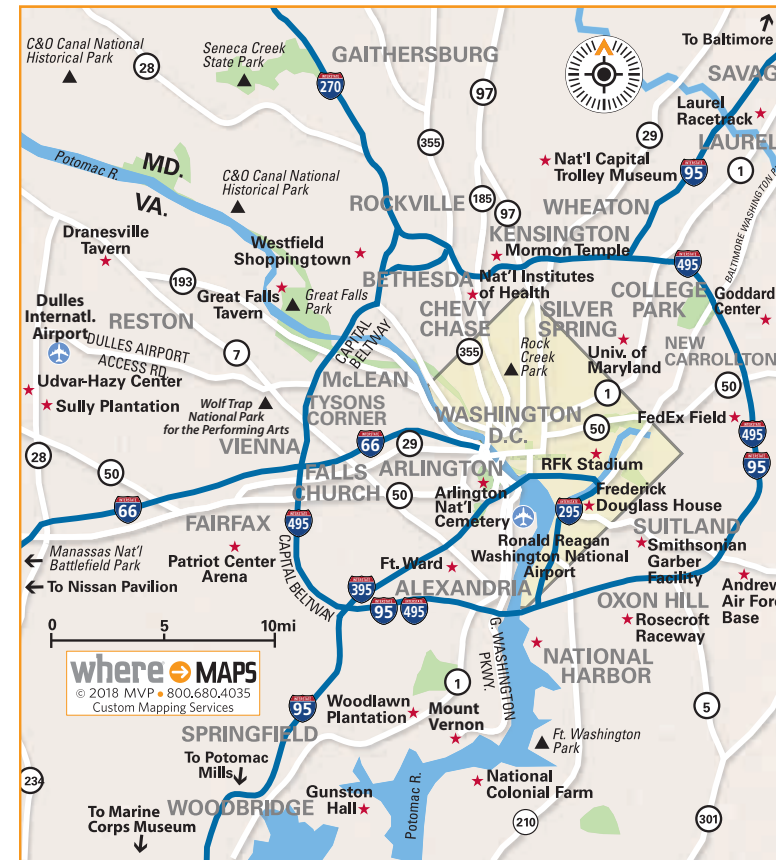 C&O Canal National
Historical Park
28
Seneca Creek
State Park
GAITHERSBURG
INTERSTATE
270
97
355
To Baltimore
SAVAG
Laurel
Racetrack
LAUREL
29
Nat'l Capital
Trolley Museum
95
1
Potomac R.
MD.
VA.
C&O Canal National
Historical Park
ROCKVILLE
185
97
WHEATON
KENSINGTON
Mormon Temple
BALTIMORE WASHINGTON P
Dranesville
Tavern
Westfield
Shoppingtown
BETHESDA
Nat'l Institutes
of Health
495
COLLEGE
PARK
Goddard
Center
193
Great Falls
Tavern
Great Falls
Park
CHEVY
CHASE
SILVER
SPRING
Dulles
Internatl.
Airport
RESTON
DULLES AIRPORT
ACCESS RD.
7
CAPITAL
BELTWAY
355
Rock
Creek
Park
Univ. of
Maryland
NEW
CARROLLTON
Udvar-Hazy Center
Sully Plantation
Wolf Trap
National Park
for the Performing Arts
McLEAN
TYSONS
CORNER
1
50
WASHINGTON
D.C.
50
FedEx Field
VIENNA
66
29
495
28
50
FALLS
CHURCH
ARLINGTON
50
RFK Stadium
95
66
Arlington
Nat'l
Cemetery
Frederick
Douglass House
295
FAIRFAX
495
Ronald Reagan
Washington National
Airport
SUITLAND
Smithsonian
Garber
Facility
Manassas Nat'l
Battlefield Park
Patriot Center
Arena
CAPITAL BELTWAY
Ft. Ward
To Nissan Pavilion
395
ALEXANDRIA
95
495
Andrew
Air For
Base
OXON HILL
Rosecroft
Raceway
0
5
10mi
G. WASHINGTON
PKWY.
NATIONAL
HARBOR
where MAPS
© 2018 MVP • 800.680.4035
Custom Mapping Services
95
Woodlawn
Plantation
1
Mount
Vernon
5
SPRINGFIELD
Ft. Washington
Park
To Potomac
Mills
234
Gunston
Hall
National
Colonial Farm
To Marine
Corps Museum
WOODBRIDGE
Potomac R.
210
301